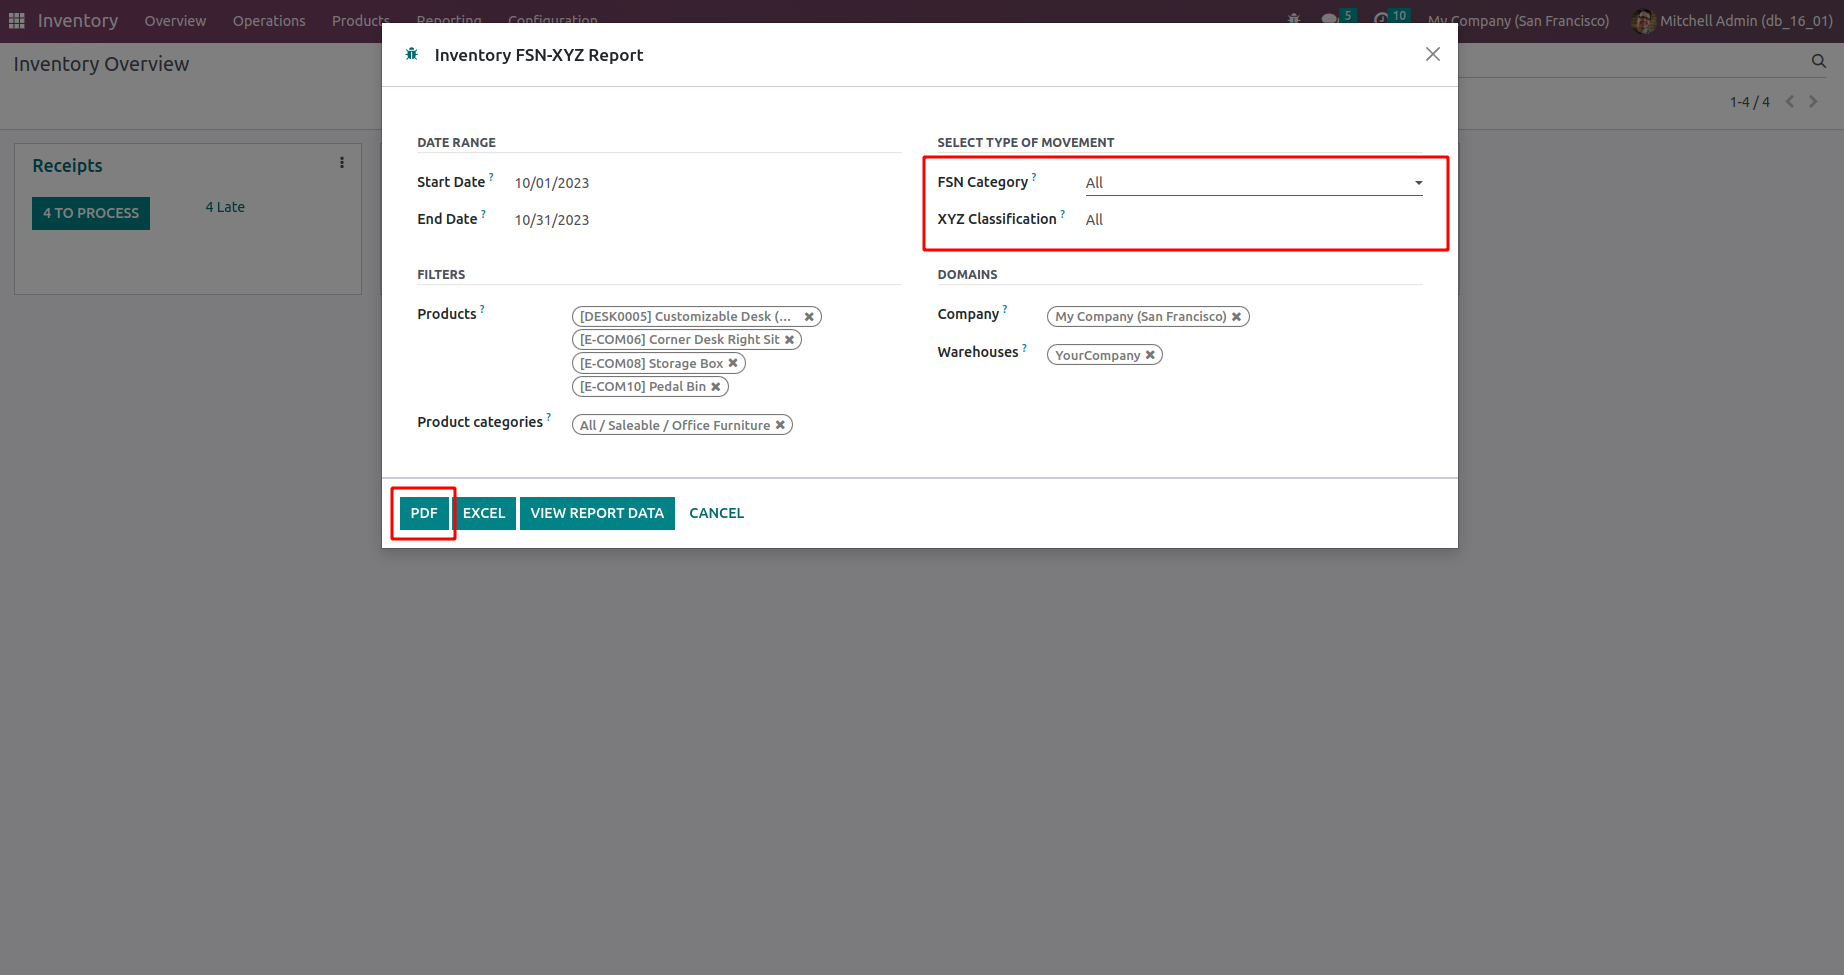 Inventory Overview Operations Products Reporting Configuration 5 10 My Company (San Francisco) Mitchell Admin (db_16_01)
Inventory Overview
1-4 / 4
Receipts
4 TO PROCESS 4 Late
Inventory FSN-XYZ Report
DATE RANGE
Start Date ? 10/01/2023
End Date ? 10/31/2023
SELECT TYPE OF MOVEMENT
FSN Category ? All
XYZ Classification ? All
FILTERS
Products ? [DESK0005] Customizable Desk (...
[E-COM06] Corner Desk Right Sit
[E-COM08] Storage Box
[E-COM10] Pedal Bin
Product categories ? All / Saleable / Office Furniture
DOMAINS
Company ? My Company (San Francisco)
Warehouses ? YourCompany
PDF EXCEL VIEW REPORT DATA CANCEL